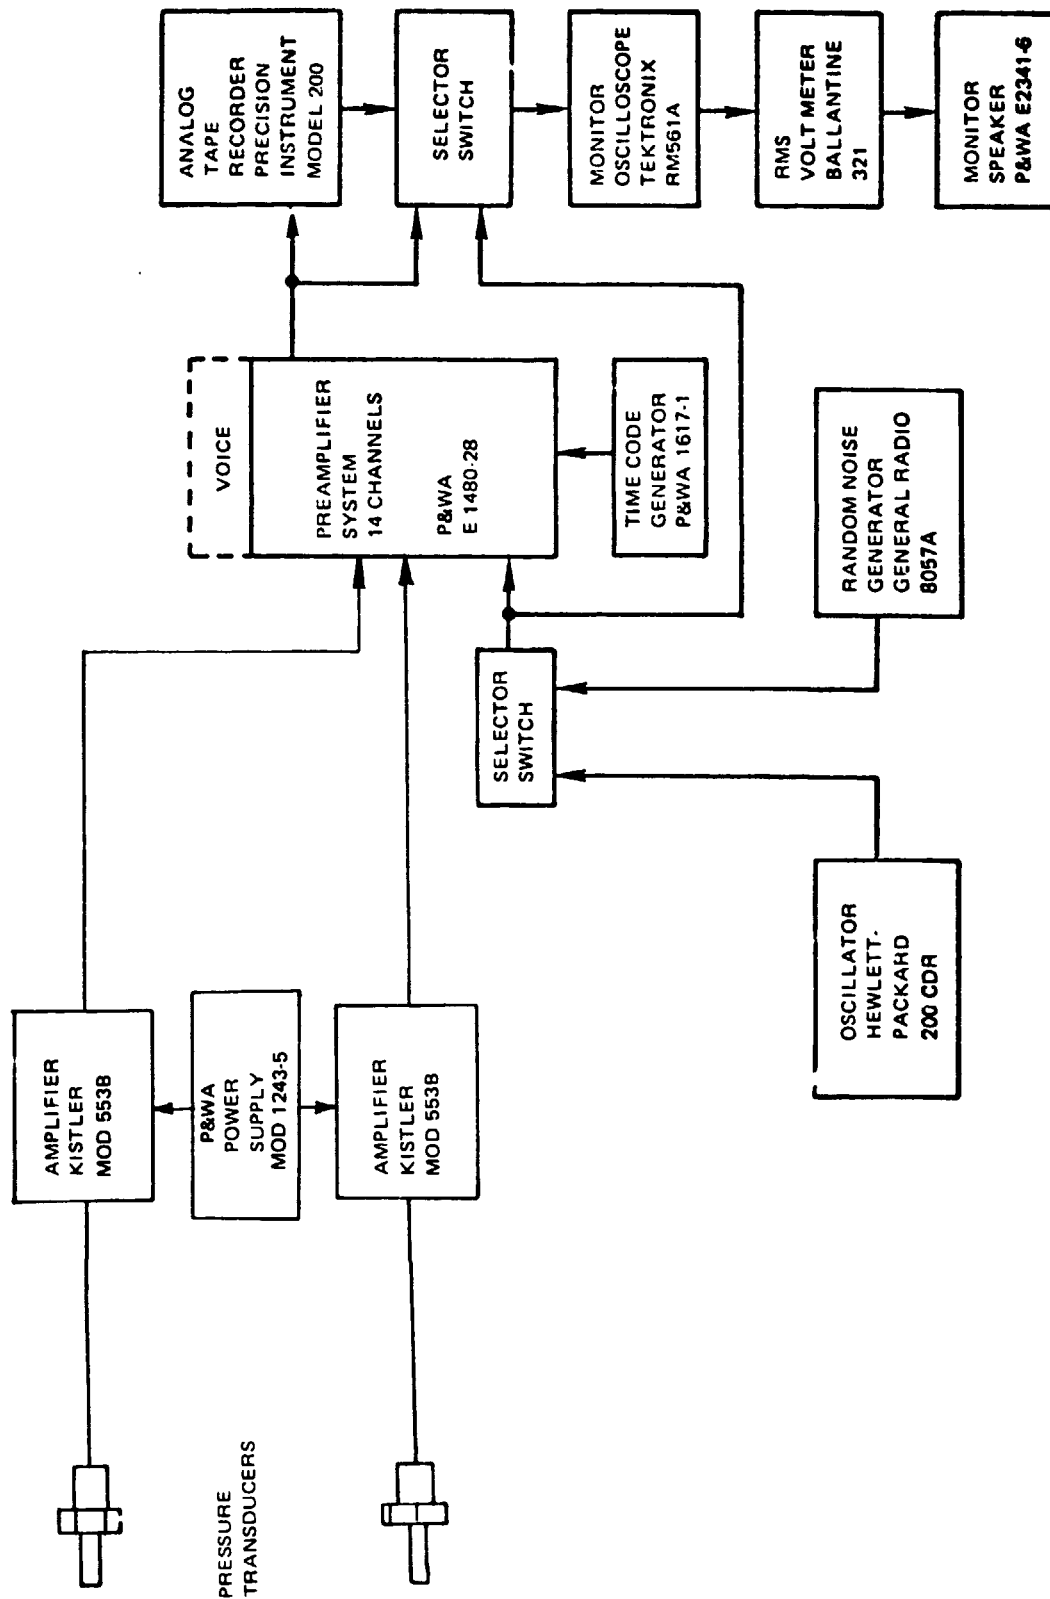 PRESSURE
TRANSDUCERS
AMPLIFIER
KISTLER
MOD 553B
P&WA
POWER
SUPPLY
MOD 1243-5
AMPLIFIER
KISTLER
MOD 553B
OSCILLATOR
HEWLETT-
PACKARD
200 CDR
SELECTOR
SWITCH
RANDOM NOISE
GENERATOR
GENERAL RADIO
8057A
VOICE
PREAMPLIFIER
SYSTEM
14 CHANNELS
P&WA
E 1480-28
TIME CODE
GENERATOR
P&WA 1617-1
ANALOG
TAPE
RECORDER
PRECISION
INSTRUMENT
MODEL 200
SELECTOR
SWITCH
MONITOR
OSCILLOSCOPE
TEKTRONIX
RM561A
RMS
VOLT METER
BALLANTINE
321
MONITOR
SPEAKER
P&WA E2341-6